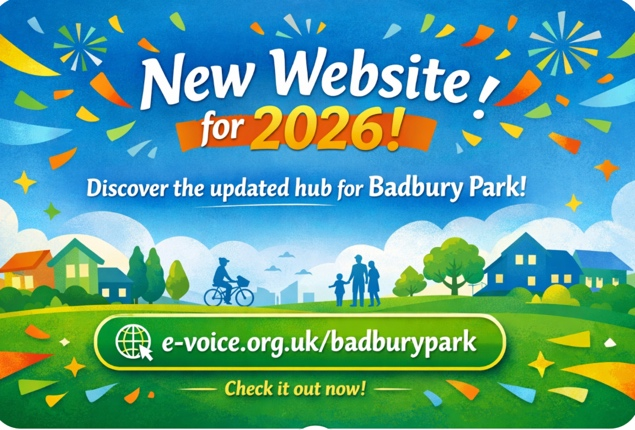 New Website!
for 2026!
Discover the updated hub for Badbury Park!
e-voice.org.uk/badburypark
Check it out now!